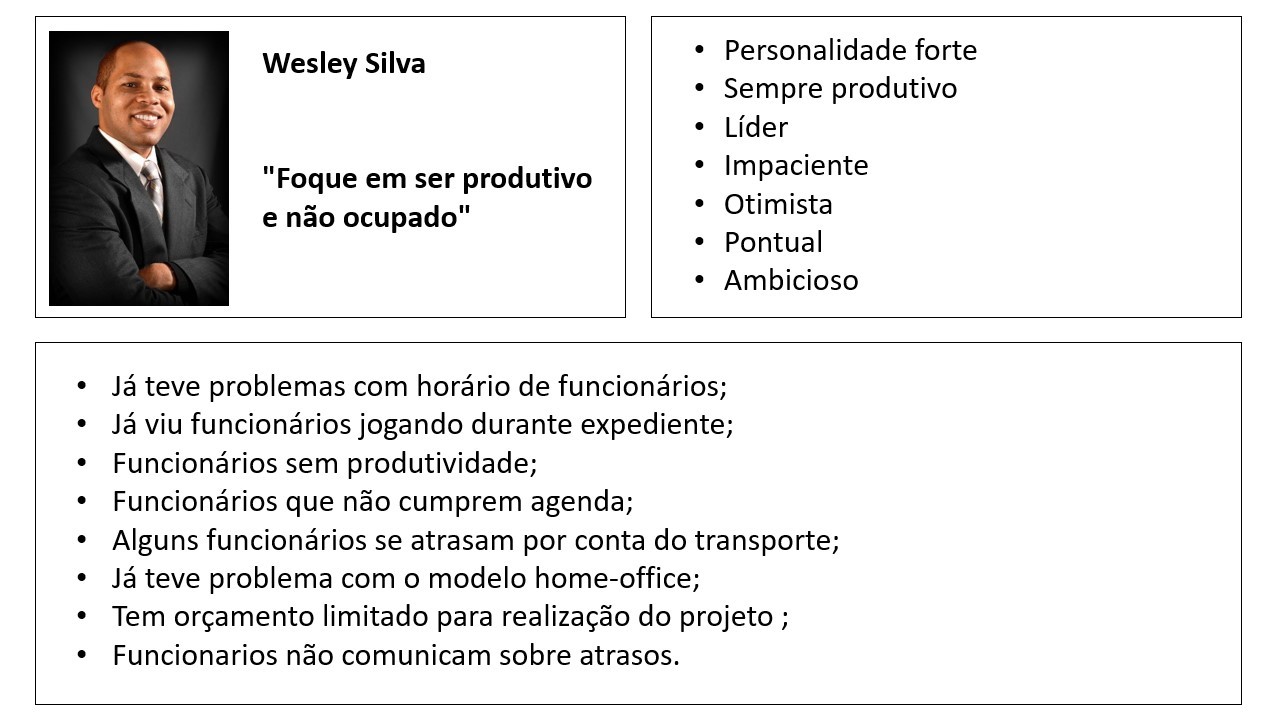 Wesley Silva
"Foque em ser produtivo
e não ocupado"
• Personalidade forte
• Sempre produtivo
• Líder
• Impaciente
• Otimista
• Pontual
• Ambicioso
• Já teve problemas com horário de funcionários;
• Já viu funcionários jogando durante expediente;
• Funcionários sem produtividade;
• Funcionários que não cumprem agenda;
• Alguns funcionários se atrasam por conta do transporte;
• Já teve problema com o modelo home-office;
• Tem orçamento limitado para realização do projeto ;
• Funcionarios não comunicam sobre atrasos.